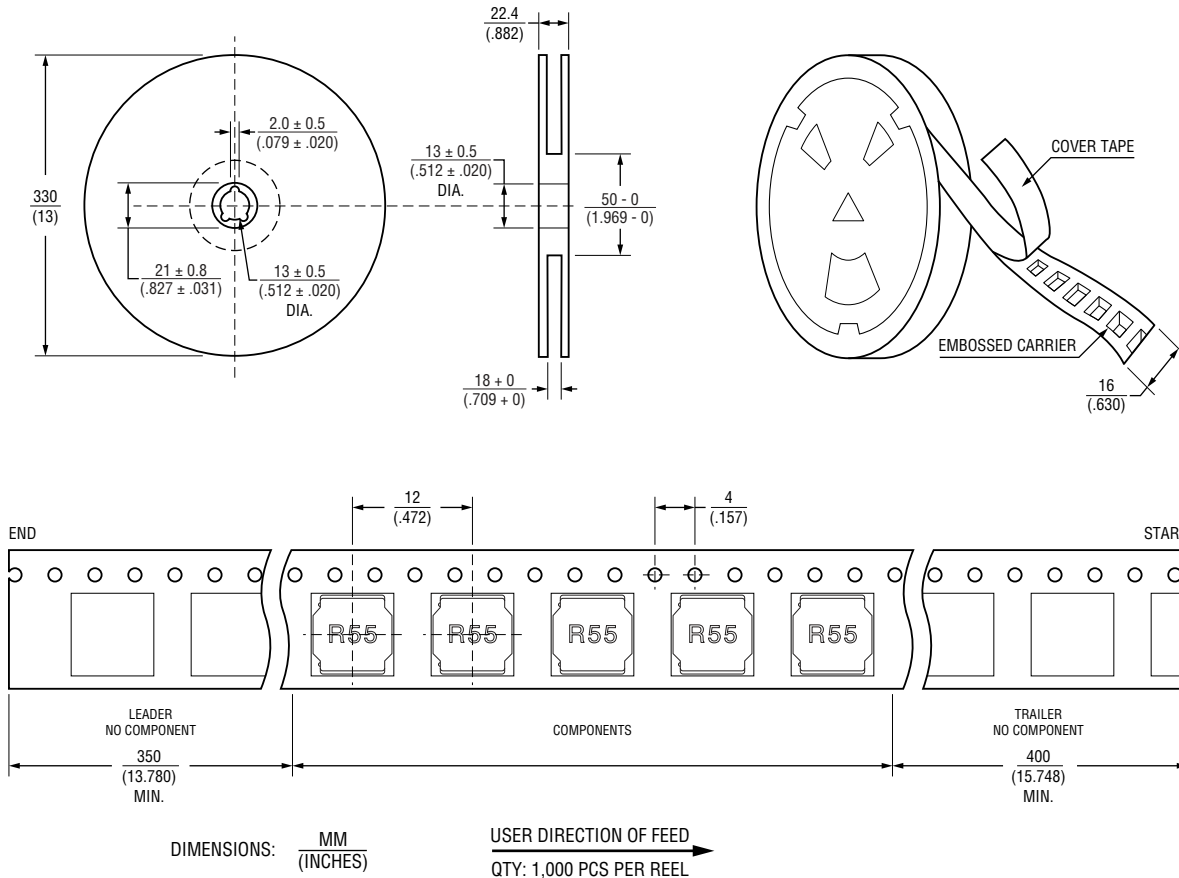 22.4
(.882)
2.0 ± 0.5
(.079 ± .020)
13 ± 0.5
(.512 ± .020)
DIA.
330
(13)
50 - 0
(1.969 - 0)
21 ± 0.8
(.827 ± .031)
13 ± 0.5
(.512 ± .020)
DIA.
18 + 0
(.709 + 0)
COVER TAPE
EMBOSSED CARRIER
16
(.630)
12
(.472)
4
(.157)
END
STAR
R55
R55
R55
R55
R55
LEADER
NO COMPONENT
COMPONENTS
TRAILER
NO COMPONENT
350
(13.780)
MIN.
400
(15.748)
MIN.
DIMENSIONS:
MM
(INCHES)
USER DIRECTION OF FEED
QTY: 1,000 PCS PER REEL